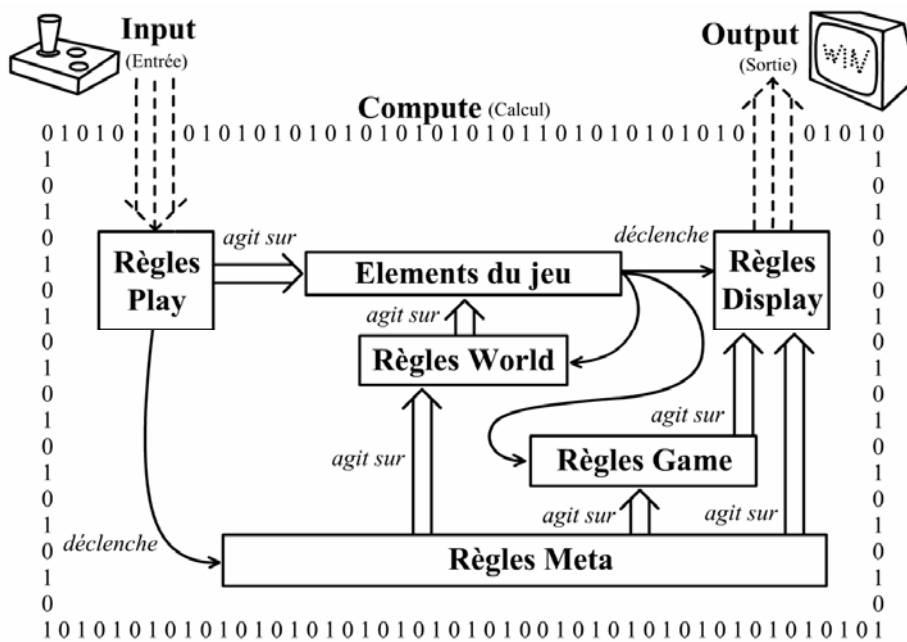 Input
(Entrée)
Output
(Sortie)
WIN
Compute (Calcul)
0 1 0 1 0
0 1 0 1 0 1 0 1 0 1 0 1 0 1 0 1 0 1 0 1 0 1 0
0 1 0 1 0
1
0
1
0
1
0
1
0
1
0
1
0
1
0
1
0
1
0
1 0 1 0 1 0 1 0 1 0 1 0 1 0 1 0 1 0 1 0 1 0 1 0 1 0 1 0 1 0 1 0 1 0
Règles
Play
agit sur
Elements du jeu
déclenche
Règles
Display
agit sur
Règles World
agit sur
agit sur
Règles Game
agit sur
agit sur
déclenche
Règles Meta